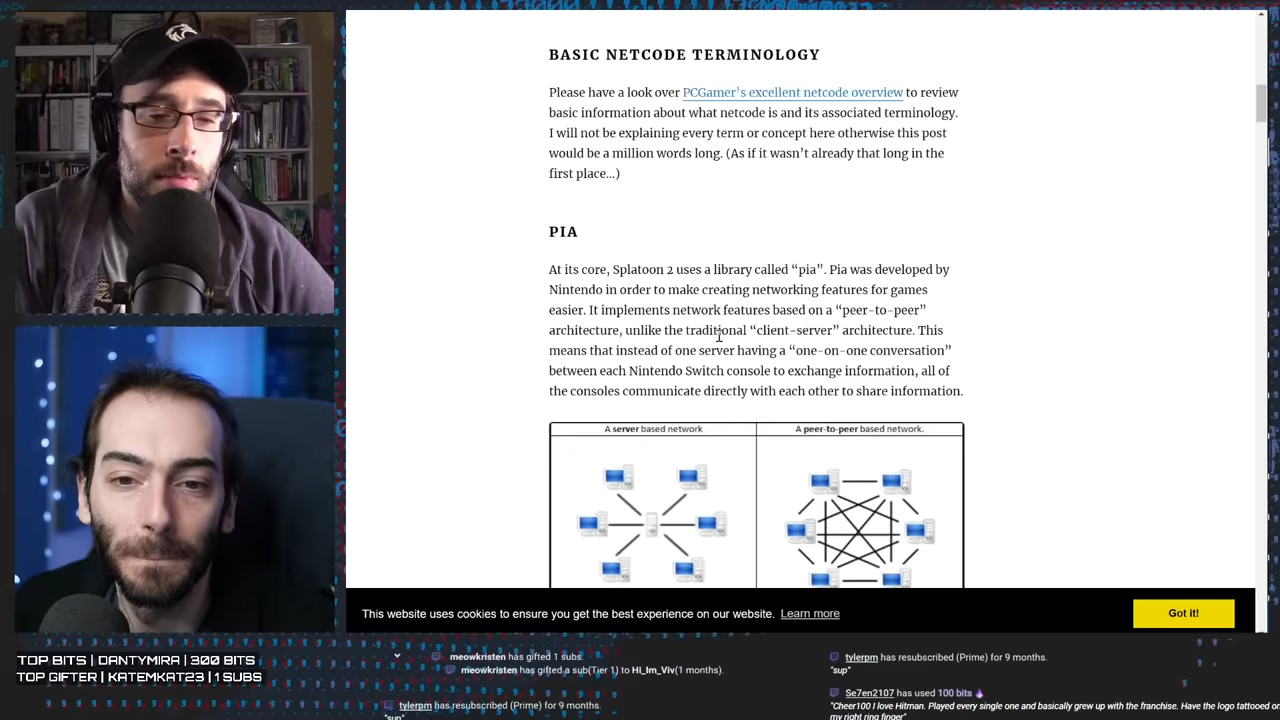 BASIC NETCODE TERMINOLOGY
Please have a look over PCGamer’s excellent netcode overview to review
basic information about what netcode is and its associated terminology.
I will not be explaining every term or concept here otherwise this post
would be a million words long. (As if it wasn’t already that long in the
first place…)
PIA
At its core, Splatoon 2 uses a library called “pia”. Pia was developed by
Nintendo in order to make creating networking features for games
easier. It implements network features based on a “peer-to-peer”
architecture, unlike the traditional “client-server” architecture. This
means that instead of one server having a “one-on-one conversation”
between each Nintendo Switch console to exchange information, all of
the consoles communicate directly with each other to share information.
A server based network
A peer-to-peer based network.
This website uses cookies to ensure you get the best experience on our website. Learn more
Got it!
TOP BITS | DANTYMIRA | 300 BITS
TOP GIFTER | KATEMKAT23 | 1 SUBS
meowkristen has gifted 1 subs.
meowkristen has gifted a sub(Tier 1) to Hi_Im_Viv(1 months).
tylerpm has resubscribed (Prime) for 9 months.
"sup"
tylerpm has resubscribed (Prime) for 9 months.
"sup"
Se7en2107 has used 100 bits
"Cheer100 I love Hitman. Played every single one and basically grew up with the franchise. Have the logo tattooed on
my right ring finger"